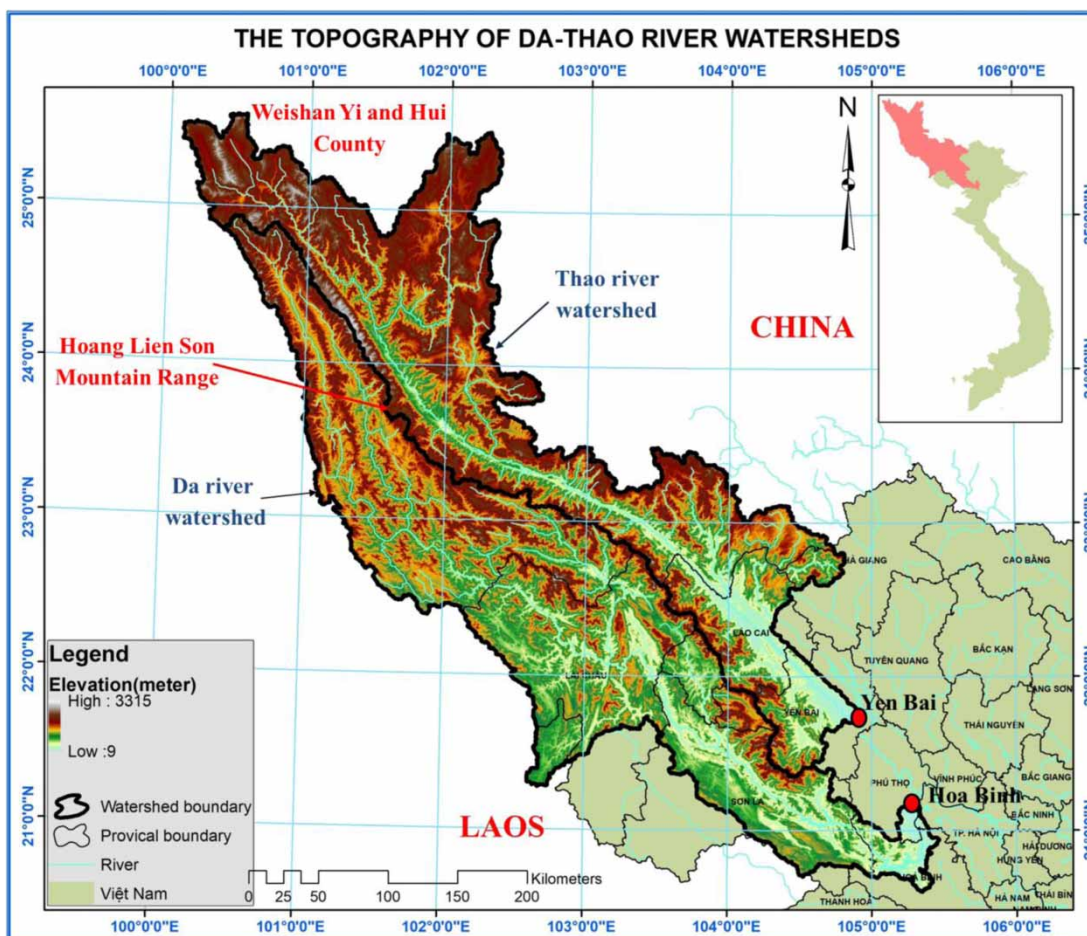 THE TOPOGRAPHY OF DA-THAO RIVER WATERSHEDS
100°0'0"E 101°0'0"E 102°0'0"E 103°0'0"E 104°0'0"E 105°0'0"E 106°0'0"E
Weishan Yi and Hui
County
N
25°0'0"N
Thao river
watershed
CHINA
24°0'0"N
Hoang Lien Son
Mountain Range
Da river
watershed
23°0'0"N
HÀ GIANG
CAO BẰNG
LÀO CAI
TUYÊN QUANG
BẮC KẠN
22°0'0"N
LẠNG SƠN
YÊN BÁI
Yen Bai
THÁI NGUYÊN
PHÚ THỌ
VĨNH PHÚC
BẮC GIANG
Hoa Binh
SƠN LA
BẮC NINH
LAOS
TP. HÀ NỘI
21°0'0"N
HẢI DƯƠNG
HƯNG YÊN
HÒA BÌNH
THÁI BÌN
HÀ NAM
THANH HÓA
Legend
Elevation(meter)
High : 3315
Low :9
Watershed boundary
Provical boundary
River
Việt Nam
Kilometers
0 25 50 100 150 200
100°0'0"E 101°0'0"E 102°0'0"E 103°0'0"E 104°0'0"E 105°0'0"E 106°0'0"E